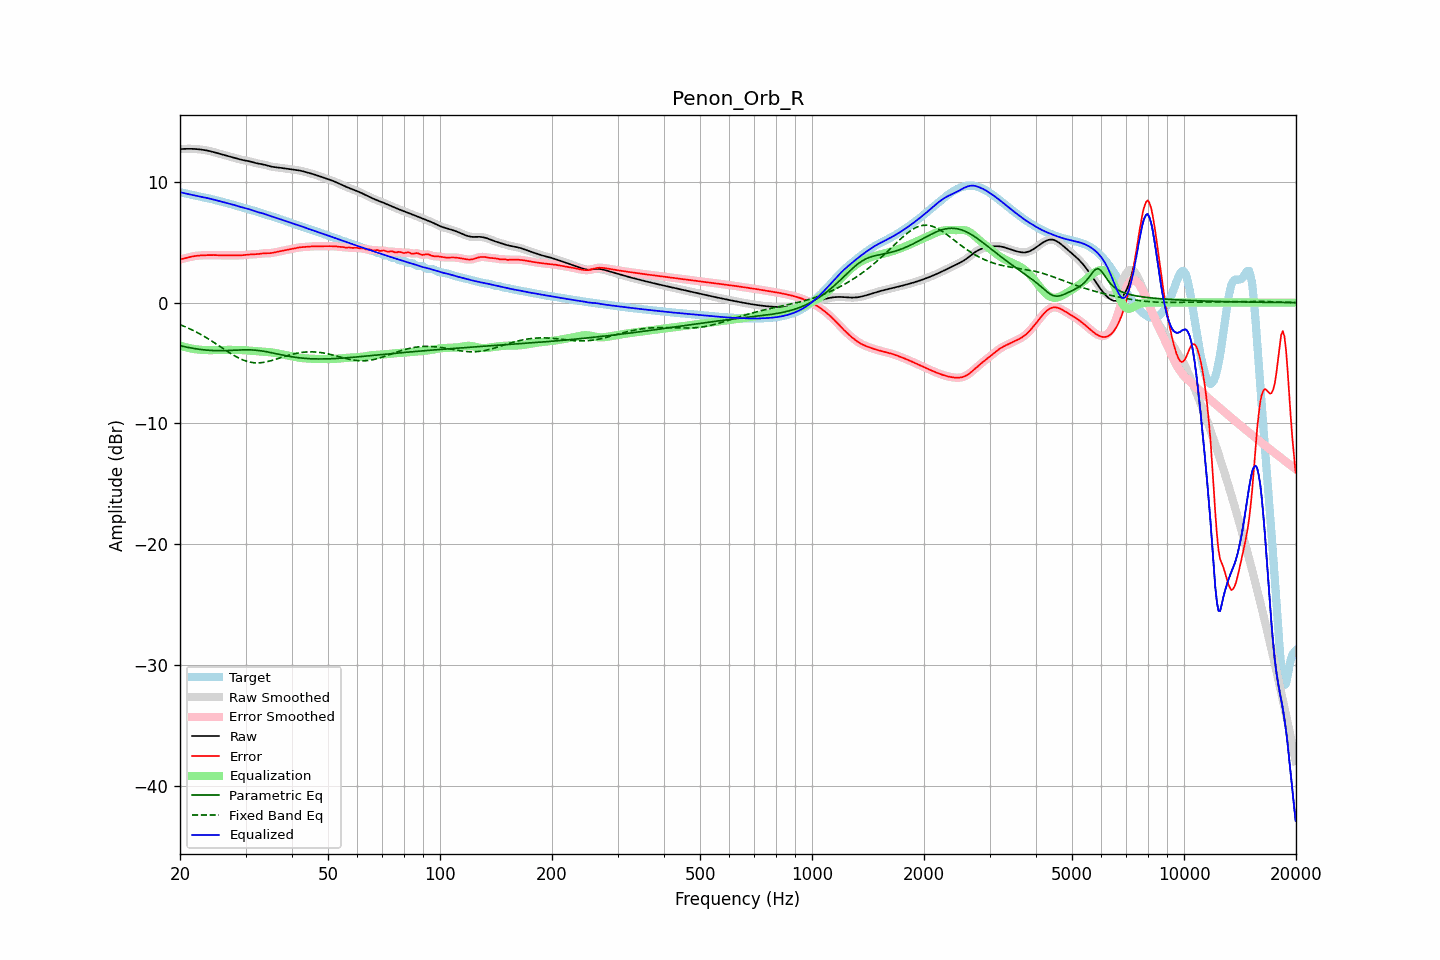 Penon_Orb_R
Amplitude (dBr)
10
0
−10
−20
−30
−40
Target
Raw Smoothed
Error Smoothed
Raw
Error
Equalization
Parametric Eq
Fixed Band Eq
Equalized
20 50 100 200 500 1000 2000 5000 10000 20000
Frequency (Hz)